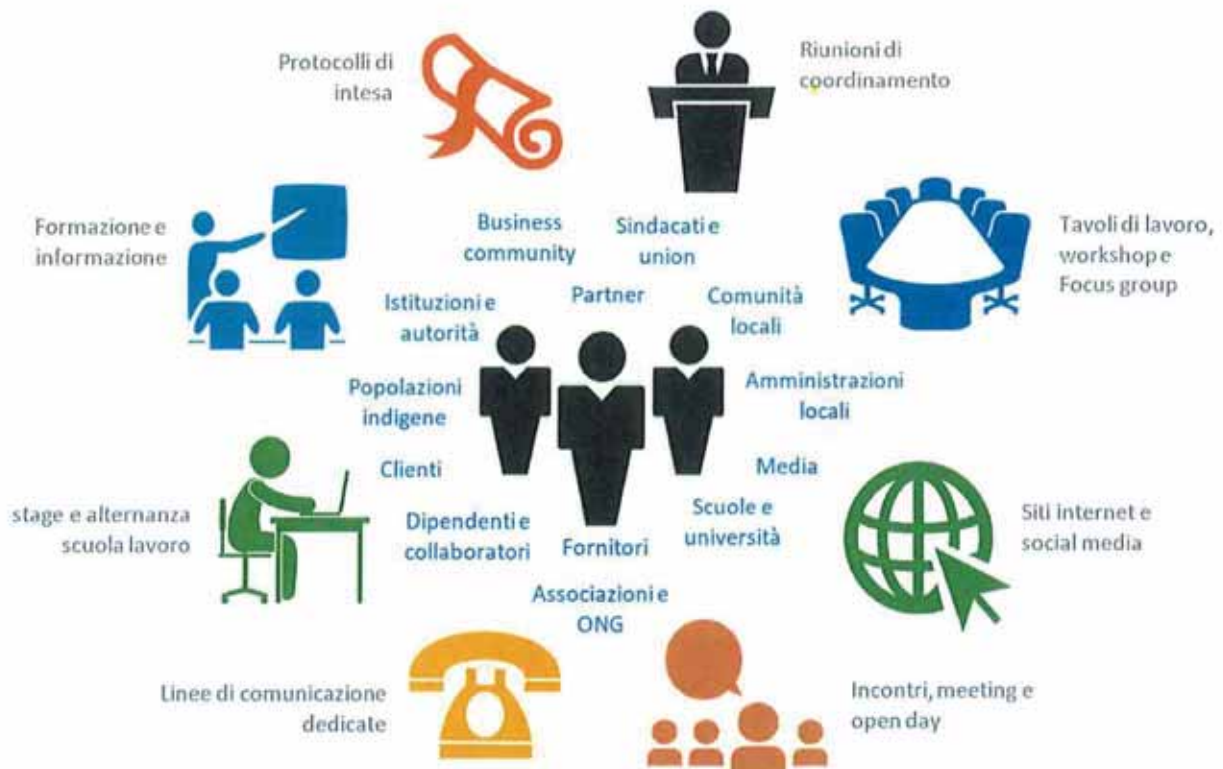 Protocolli di
intesa
Riunioni di
coordinamento
Formazione e
informazione
Business
community
Sindacati e
union
Tavoli di lavoro,
workshop e
Focus group
Istituzioni e
autorità
Partner
Comunità
locali
Popolazioni
indigene
Amministrazioni
locali
Clienti
Media
stage e alternanza
scuola lavoro
Dipendenti e
collaboratori
Fornitori
Scuole e
università
Siti internet e
social media
Associazioni e
ONG
Linee di comunicazione
dedicate
Incontri, meeting e
open day